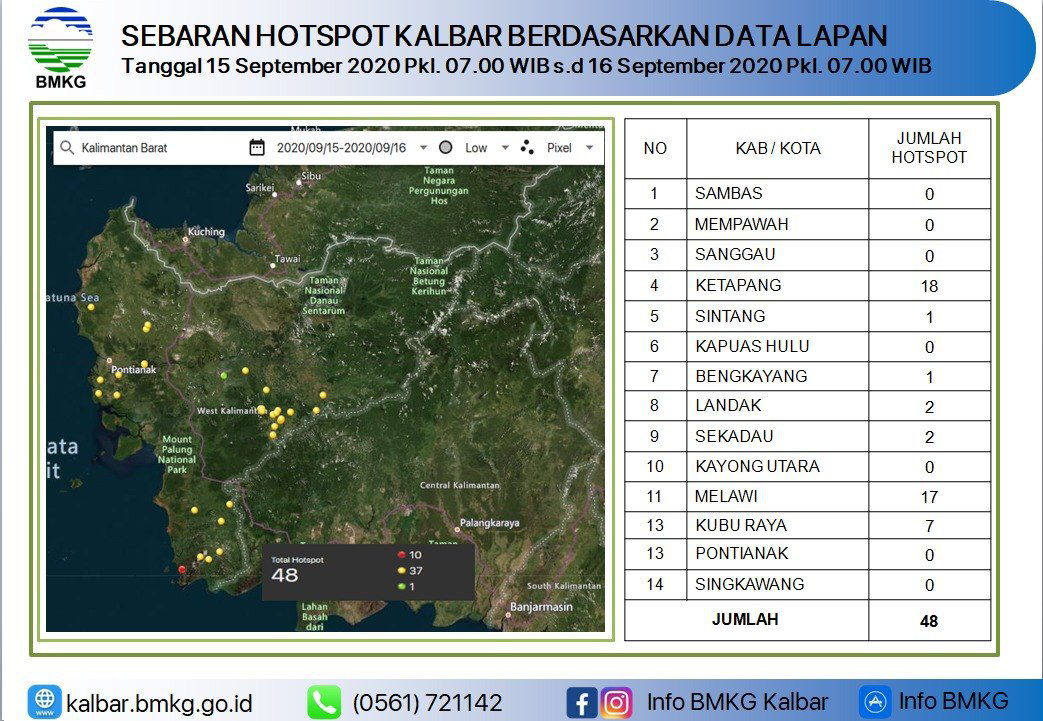 BMKG
SEBARAN HOTSPOT KALBAR BERDASARKAN DATA LAPAN
Tanggal 15 September 2020 Pkl. 07.00 WIB s.d 16 September 2020 Pkl. 07.00 WIB
Kalimantan Barat
2020/09/15-2020/09/16
Low
Pixel
Mukah
Sibu
Sarikei
Taman
Negara
Pergunungan
Hos
Kuching
Tawai
Taman
Nasional
Danau
Sentarum
Taman
Nasional
Betung
Kerihun
atuna Sea
Pontianak
West Kalimantan
ata
it
Mount
Palung
National
Park
Central Kalimantan
Palangkaraya
Taman
Total Hotspot
48
10
37
1
South Kalimantan
Banjarmasin
Lahan
Basah
dari
NO KAB / KOTA JUMLAH HOTSPOT
1 SAMBAS 0
2 MEMPAWAH 0
3 SANGGAU 0
4 KETAPANG 18
5 SINTANG 1
6 KAPUAS HULU 0
7 BENGKAYANG 1
8 LANDAK 2
9 SEKADAU 2
10 KAYONG UTARA 0
11 MELAWI 17
13 KUBU RAYA 7
13 PONTIANAK 0
14 SINGKAWANG 0
JUMLAH 48
www
kalbar.bmkg.go.id
(0561) 721142
Info BMKG Kalbar
Info BMKG